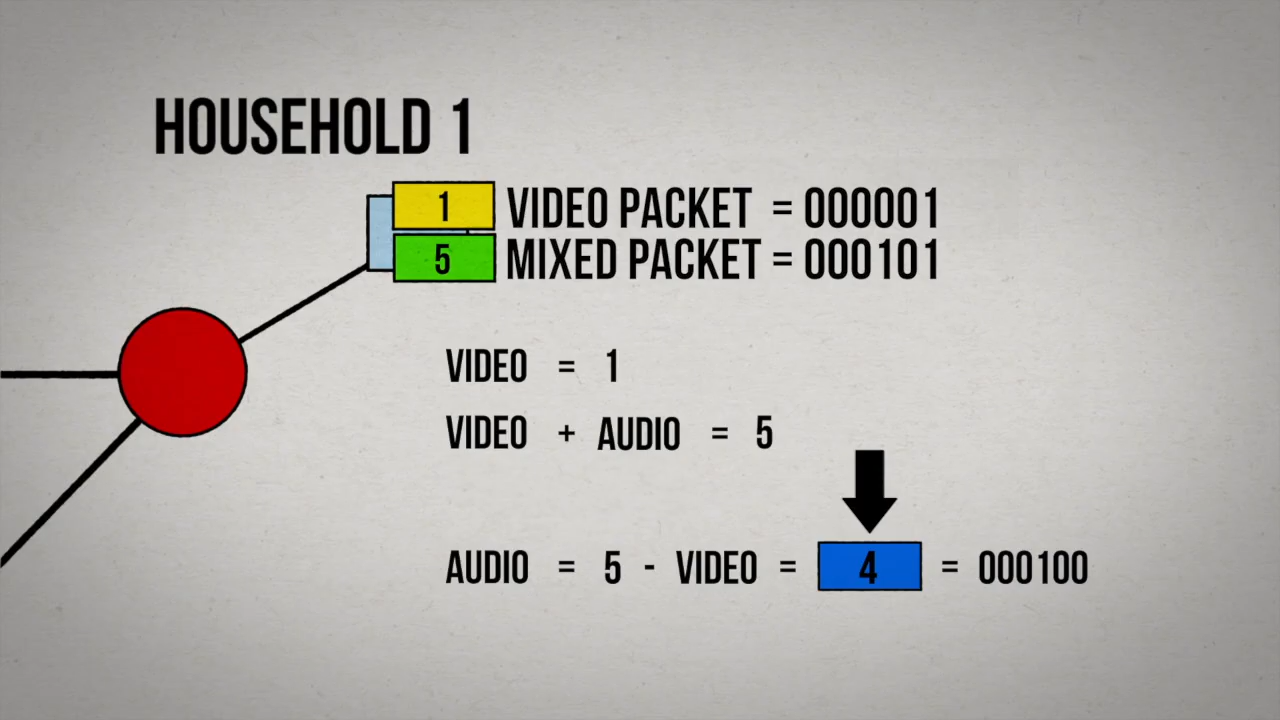 HOUSEHOLD 1
1 VIDEO PACKET = 000001
5 MIXED PACKET = 000101
VIDEO = 1
VIDEO + AUDIO = 5
AUDIO = 5 - VIDEO = 4 = 000100